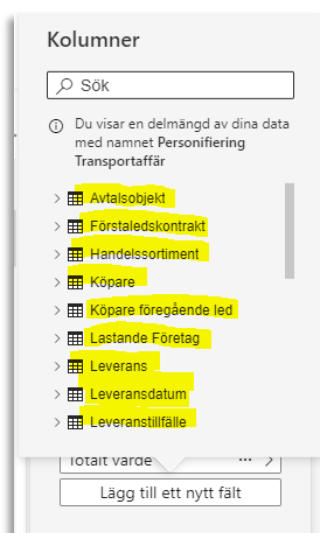 Kolumner
Sök
Du visar en delmängd av dina data
med namnet Personifiering
Transportaffär
Avtalsobjekt
Förstaledskontrakt
Handelssortiment
Köpare
Köpare föregående led
Lastande Företag
Leverans
Leveransdatum
Leveranstillfälle
Totalt värde
Lägg till ett nytt fält